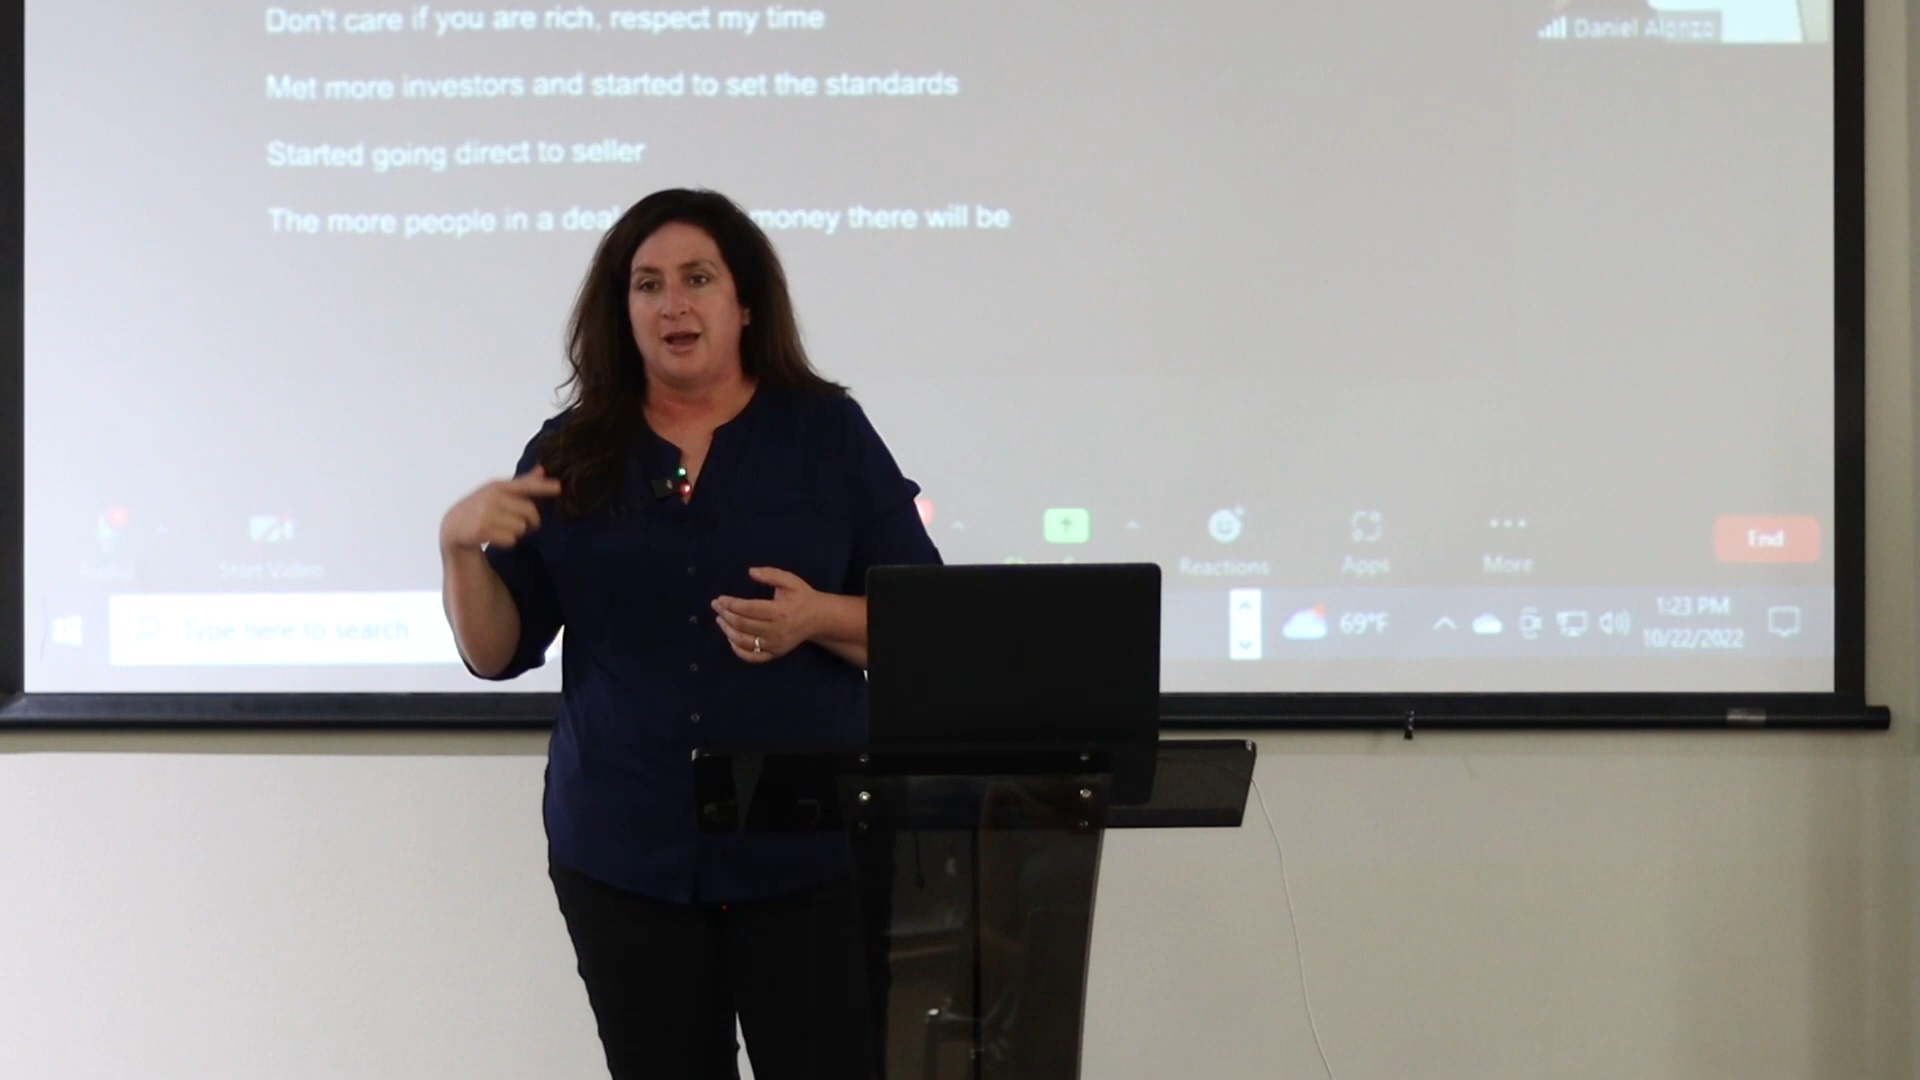 Don't care if you are rich, respect my time
Daniel Alonzo
Met more investors and started to set the standards
Started going direct to seller
The more people in a deal money there will be
Start Video
Reactions
Apps
More
End
Type here to search
69°F
1:23 PM
10/22/2022